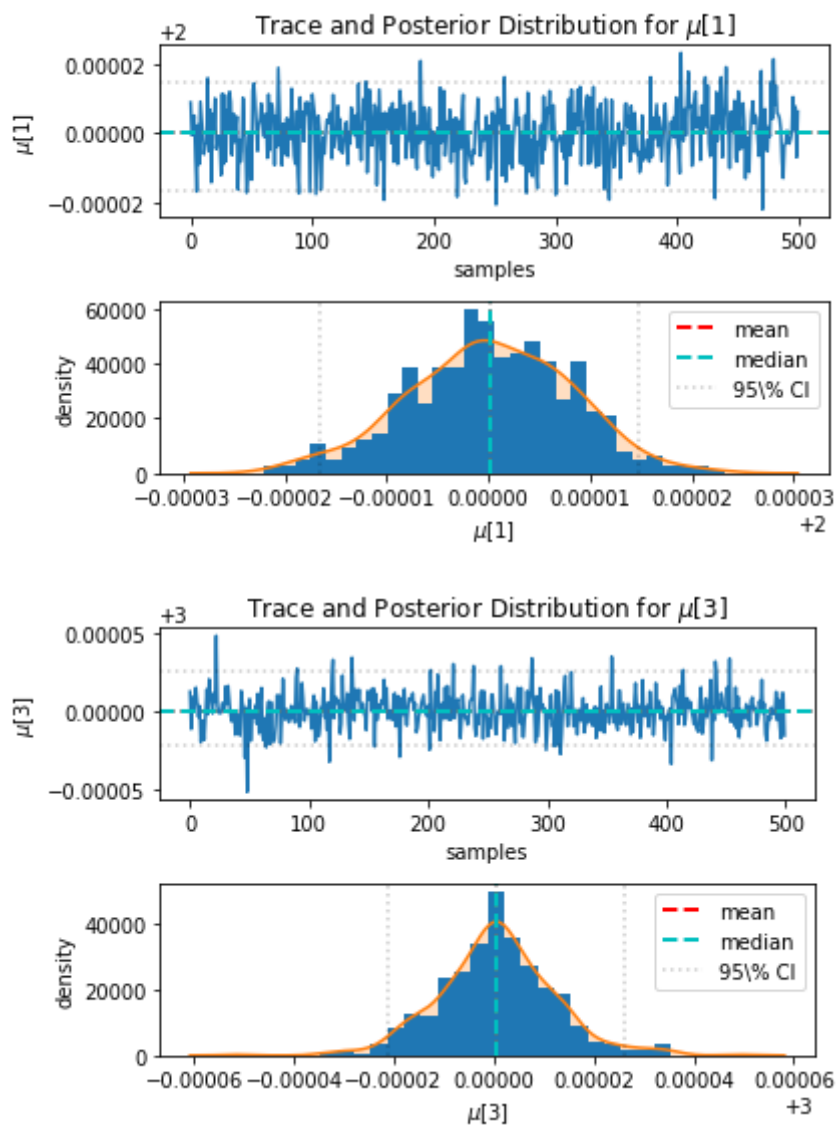 Trace and Posterior Distribution for μ[1]
+2
0.00002
0.00000
−0.00002
μ[1]
0 100 200 300 400 500
samples
60000
40000
20000
0
density
mean
median
95\% CI
−0.00003 −0.00002 −0.00001 0.00000 0.00001 0.00002 0.00003
+2
μ[1]
Trace and Posterior Distribution for μ[3]
+3
0.00005
0.00000
−0.00005
μ[3]
0 100 200 300 400 500
samples
40000
20000
0
density
mean
median
95\% CI
−0.00006 −0.00004 −0.00002 0.00000 0.00002 0.00004 0.00006
+3
μ[3]